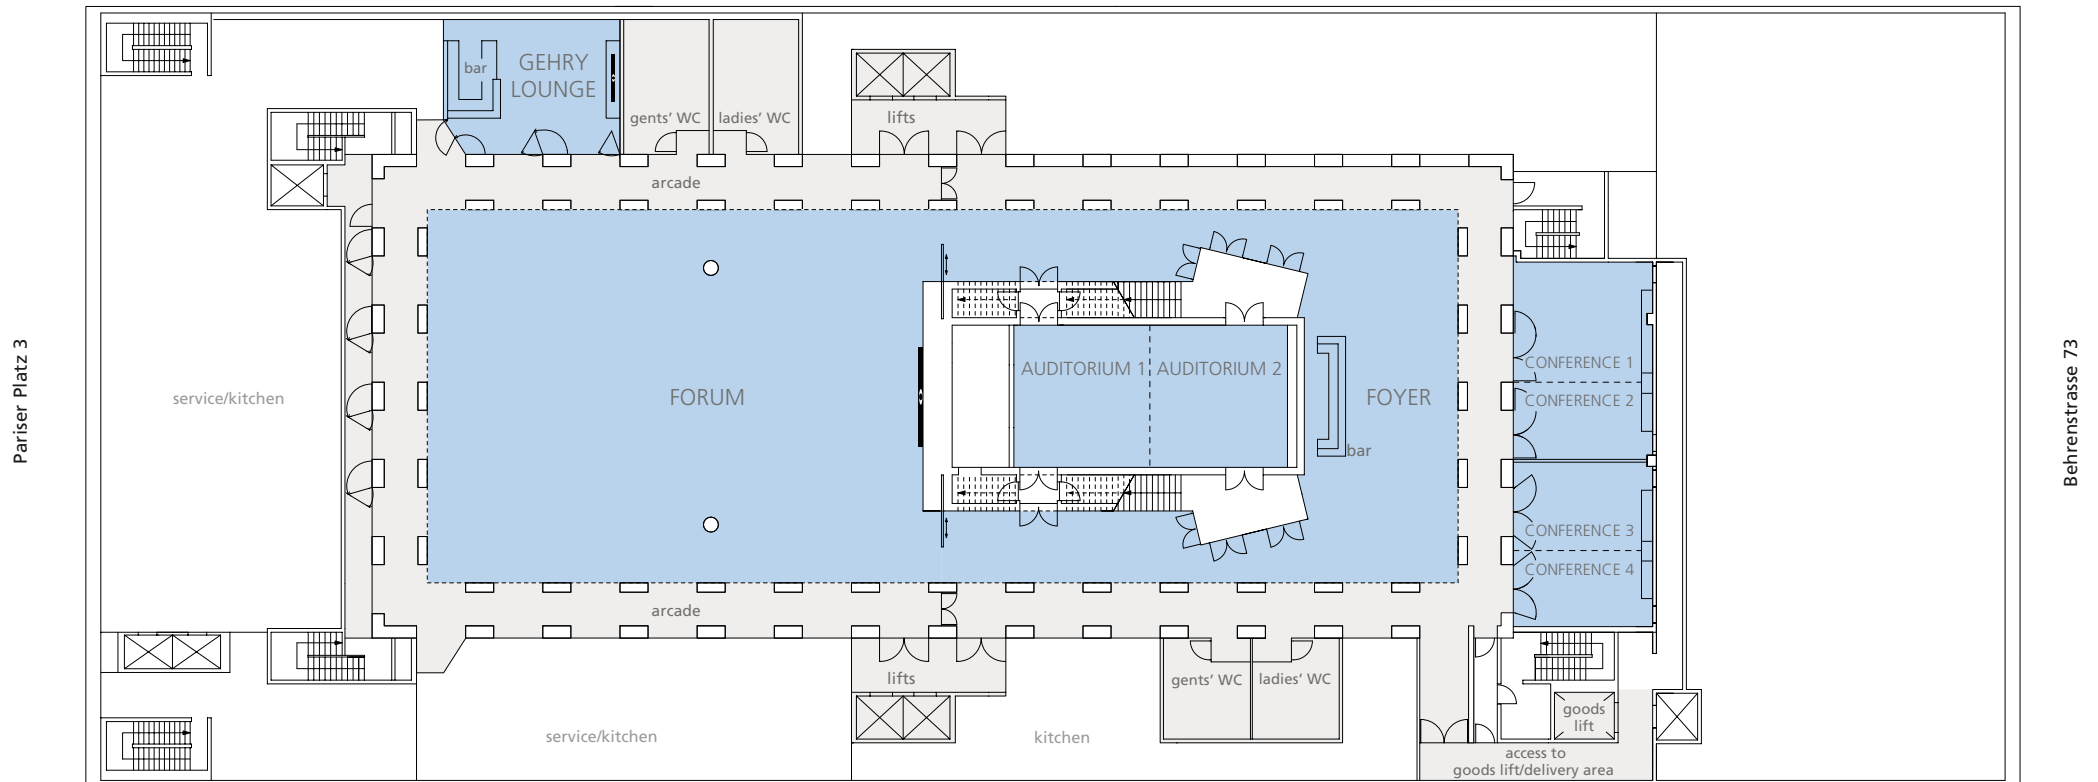 bar
GEHRY
LOUNGE
gents’ WC
ladies’ WC
lifts
arcade
Pariser Platz 3
service/kitchen
FORUM
AUDITORIUM 1
AUDITORIUM 2
FOYER
bar
CONFERENCE 1
CONFERENCE 2
CONFERENCE 3
CONFERENCE 4
Behrenstrasse 73
arcade
lifts
gents’ WC
ladies’ WC
service/kitchen
kitchen
goods
lift
access to
goods lift/delivery area